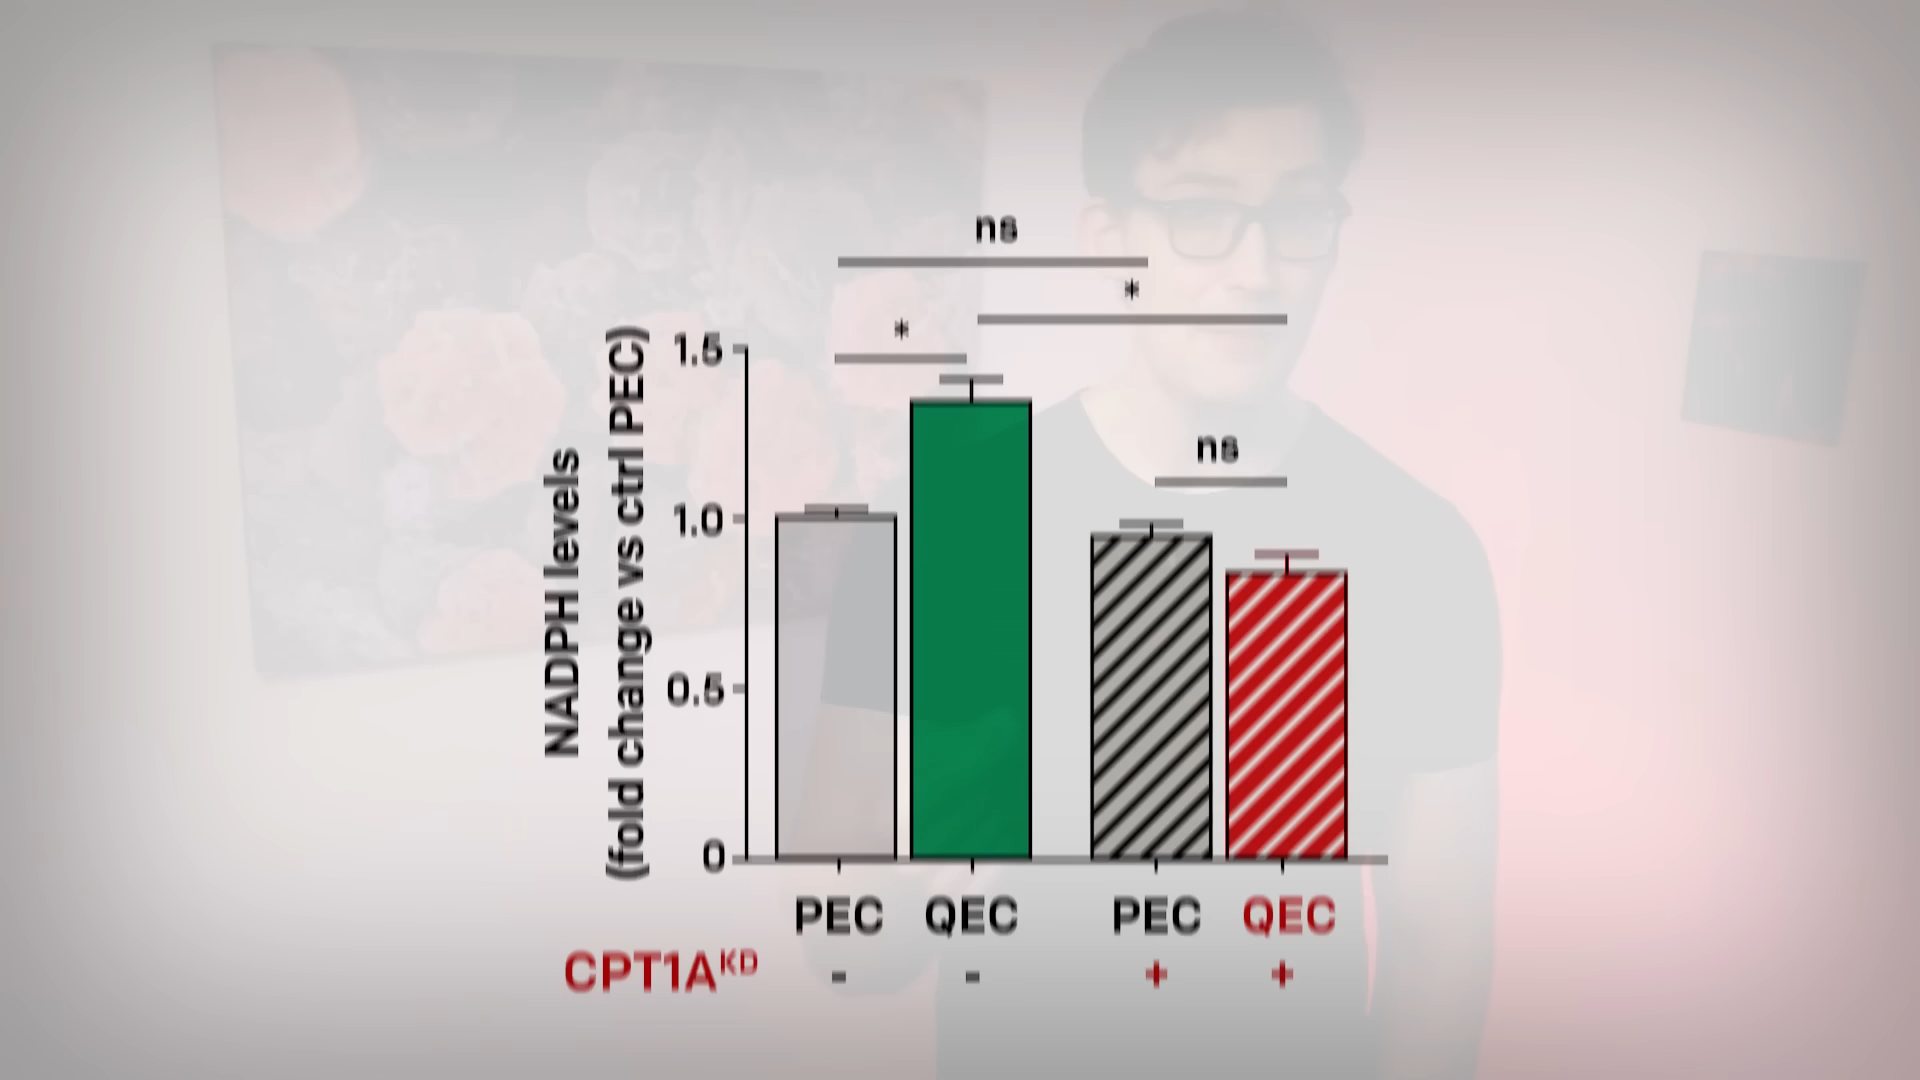 ns
*
*
ns
NADPH levels
(fold change vs ctrl PEC)
1.5
1.0
0.5
0
PEC QEC PEC QEC
CPT1A^KD - - + +